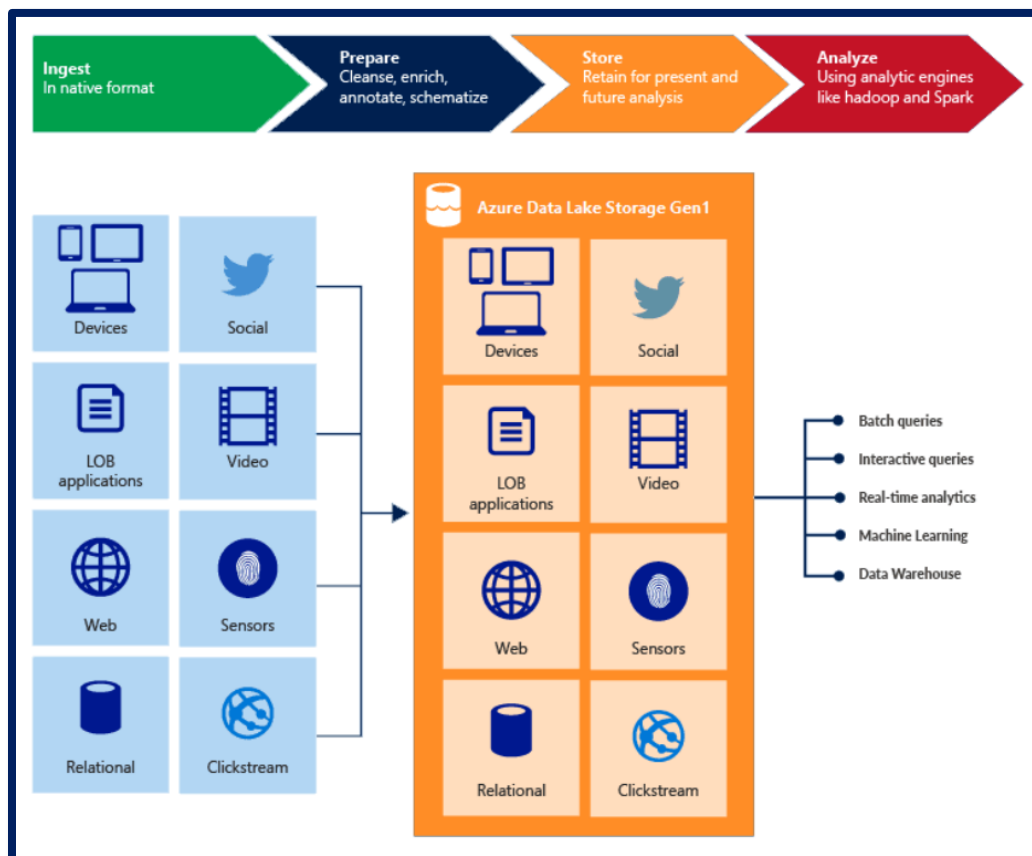 Ingest
In native format
Prepare
Cleanse, enrich,
annotate, schematize
Store
Retain for present and
future analysis
Analyze
Using analytic engines
like hadoop and Spark
Devices
Social
LOB
applications
Video
Web
Sensors
Relational
Clickstream
Azure Data Lake Storage Gen1
Devices
Social
LOB
applications
Video
Web
Sensors
Relational
Clickstream
Batch queries
Interactive queries
Real-time analytics
Machine Learning
Data Warehouse